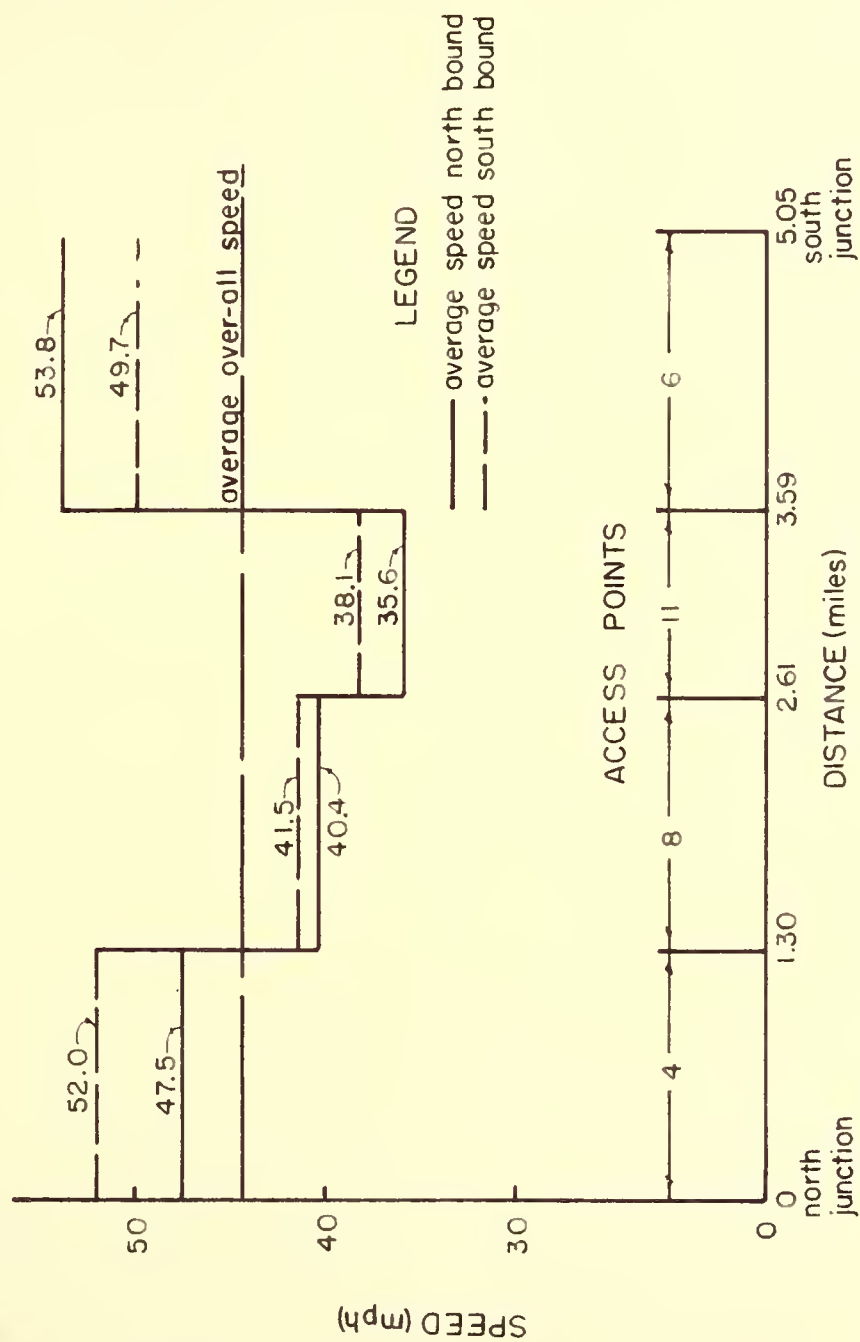 SPEED (mph)
50
40
30
0
52.0
47.5
41.5
40.4
38.1
35.6
53.8
49.7
average over-all speed
LEGEND
average speed north bound
average speed south bound
ACCESS POINTS
4
8
11
6
0
1.30
2.61
3.59
5.05
north
junction
south
junction
DISTANCE (miles)